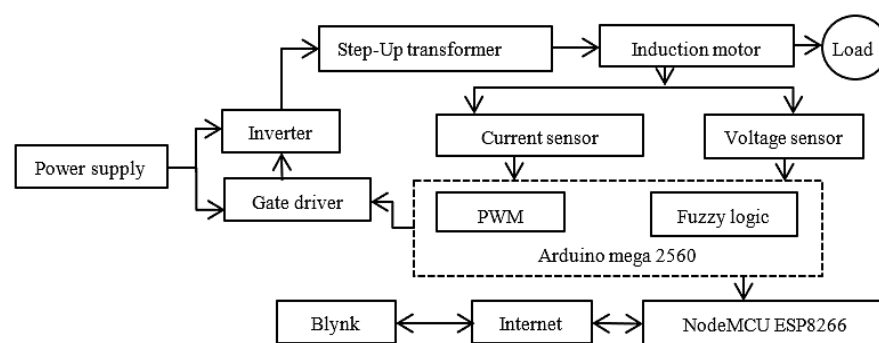 Step-Up transformer
Induction motor
Load
Inverter
Current sensor
Voltage sensor
Power supply
Gate driver
PWM
Fuzzy logic
Arduino mega 2560
Blynk
Internet
NodeMCU ESP8266